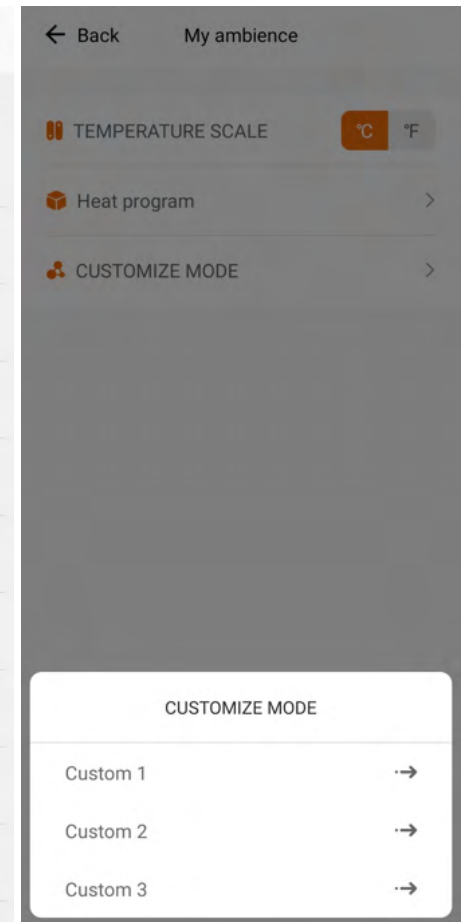 Back My ambience
TEMPERATURE SCALE °C °F
Heat program
CUSTOMIZE MODE
CUSTOMIZE MODE
Custom 1
Custom 2
Custom 3